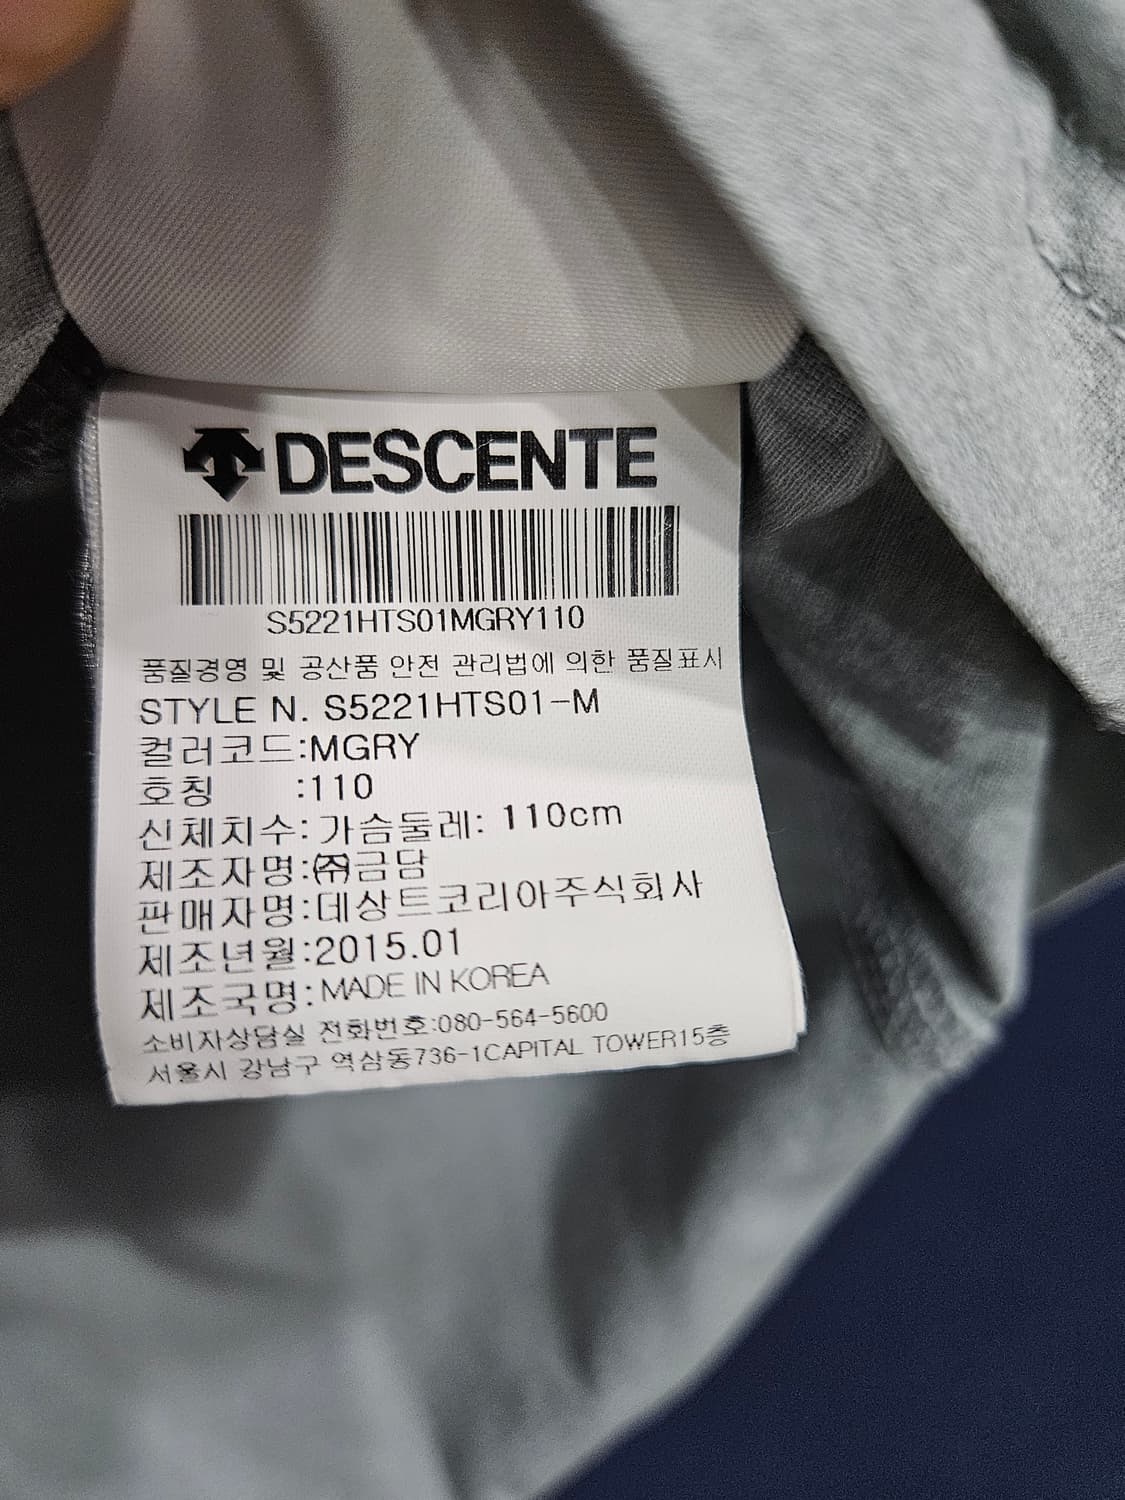 DESCENTE
S5221HTS01MGRY110
품질경영 및 공산품 안전 관리법에 의한 품질표시
STYLE N. S5221HTS01-M
컬러코드:MGRY
호칭 :110
신체치수: 가슴둘레: 110cm
제조자명:㈜금담
판매자명:데상트코리아주식회사
제조년월:2015.01
제조국명:MADE IN KOREA
소비자상담실 전화번호:080-564-5600
서울시 강남구 역삼동736-1CAPITAL TOWER15층